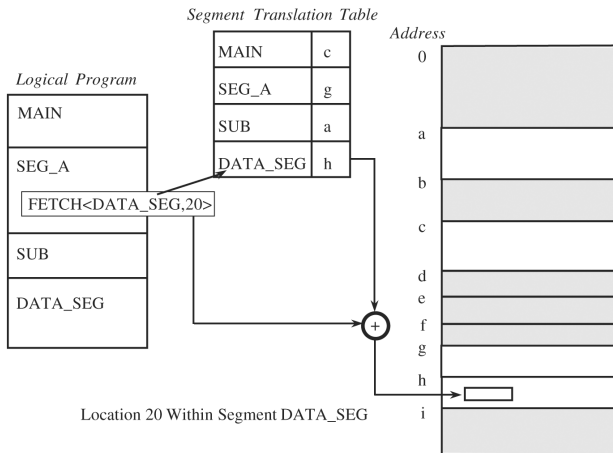 Segment Translation Table
MAIN c
SEG_A g
SUB a
DATA_SEG h
Logical Program
MAIN
SEG_A
FETCH<DATA_SEG,20>
SUB
DATA_SEG
+
Location 20 Within Segment DATA_SEG
Address
0
a
b
c
d
e
f
g
h
i